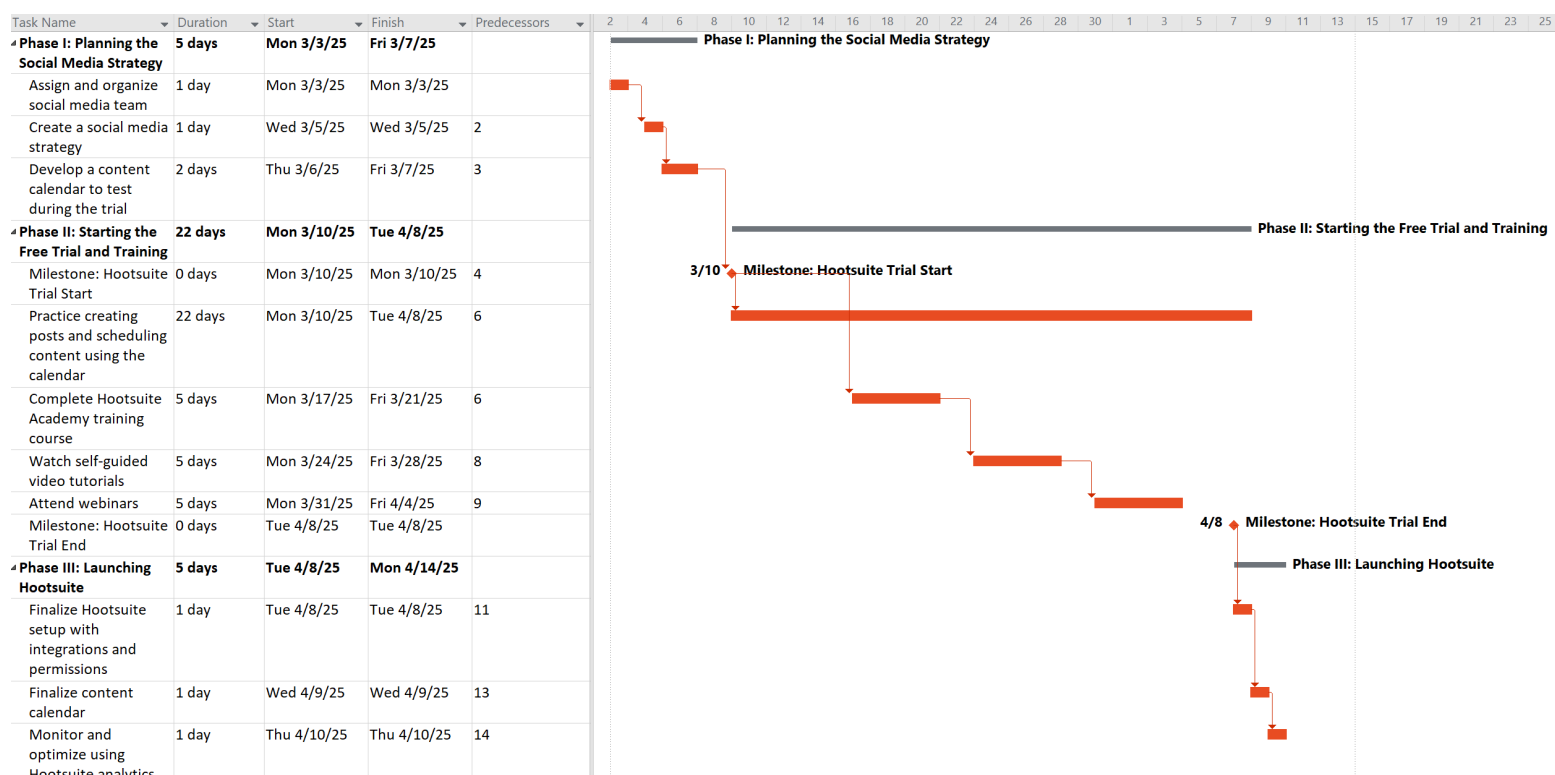 Task Name Duration Start Finish Predecessors 2 4 6 8 10 12 14 16 18 20 22 24 26 28 30 1 3 5 7 9 11 13 15 17 19 21 23 25
Phase I: Planning the 5 days Mon 3/3/25 Fri 3/7/25 Phase I: Planning the Social Media Strategy
Social Media Strategy
Assign and organize 1 day Mon 3/3/25 Mon 3/3/25
social media team
Create a social media 1 day Wed 3/5/25 Wed 3/5/25 2
strategy
Develop a content 2 days Thu 3/6/25 Fri 3/7/25 3
calendar to test
during the trial
Phase II: Starting the 22 days Mon 3/10/25 Tue 4/8/25 Phase II: Starting the Free Trial and Training
Free Trial and Training
Milestone: Hootsuite 0 days Mon 3/10/25 Mon 3/10/25 4 3/10 Milestone: Hootsuite Trial Start
Trial Start
Practice creating 22 days Mon 3/10/25 Tue 4/8/25 6
posts and scheduling
content using the
calendar
Complete Hootsuite 5 days Mon 3/17/25 Fri 3/21/25 6
Academy training
course
Watch self-guided 5 days Mon 3/24/25 Fri 3/28/25 8
video tutorials
Attend webinars 5 days Mon 3/31/25 Fri 4/4/25 9
Milestone: Hootsuite 0 days Tue 4/8/25 Tue 4/8/25 4/8 Milestone: Hootsuite Trial End
Trial End
Phase III: Launching 5 days Tue 4/8/25 Mon 4/14/25 Phase III: Launching Hootsuite
Hootsuite
Finalize Hootsuite 1 day Tue 4/8/25 Tue 4/8/25 11
setup with
integrations and
permissions
Finalize content 1 day Wed 4/9/25 Wed 4/9/25 13
calendar
Monitor and 1 day Thu 4/10/25 Thu 4/10/25 14
optimize using
Hootsuite analytics